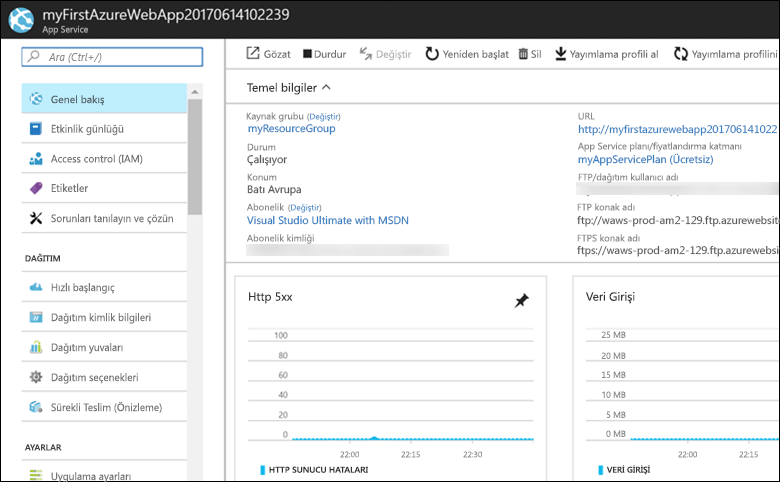 myFirstAzureWebApp20170614102239
App Service
Ara (Ctrl+/)
Genel bakış
Etkinlik günlüğü
Access control (IAM)
Etiketler
Sorunları tanılayın ve çözün
DAĞITIM
Hızlı başlangıç
Dağıtım kimlik bilgileri
Dağıtım yuvaları
Dağıtım seçenekleri
Sürekli Teslim (Önizleme)
AYARLAR
Uygulama ayarları
Gözat Durdur Değiştir Yeniden başlat Sil Yayımlama profili al Yayımlama profilini
Temel bilgiler
Kaynak grubu (Değiştir)
myResourceGroup
Durum
Çalışıyor
Konum
Batı Avrupa
Abonelik (Değiştir)
Visual Studio Ultimate with MSDN
Abonelik kimliği
URL
http://myfirstazurewebapp201706141022
App Service planı/fiyatlandırma katmanı
myAppServicePlan (Ücretsiz)
FTP/dağıtım kullanıcı adı
FTP konak adı
ftp://waws-prod-am2-129.ftp.azurewebsit
FTPS konak adı
ftps://waws-prod-am2-129.ftp.azurewebsi
Http 5xx
100
80
60
40
20
0
22:00 22:15 22:30
HTTP SUNUCU HATALARI
Veri Girişi
25 MB
20 MB
15 MB
10 MB
5 MB
0 MB
22:00 22:15
VERİ GİRİŞİ